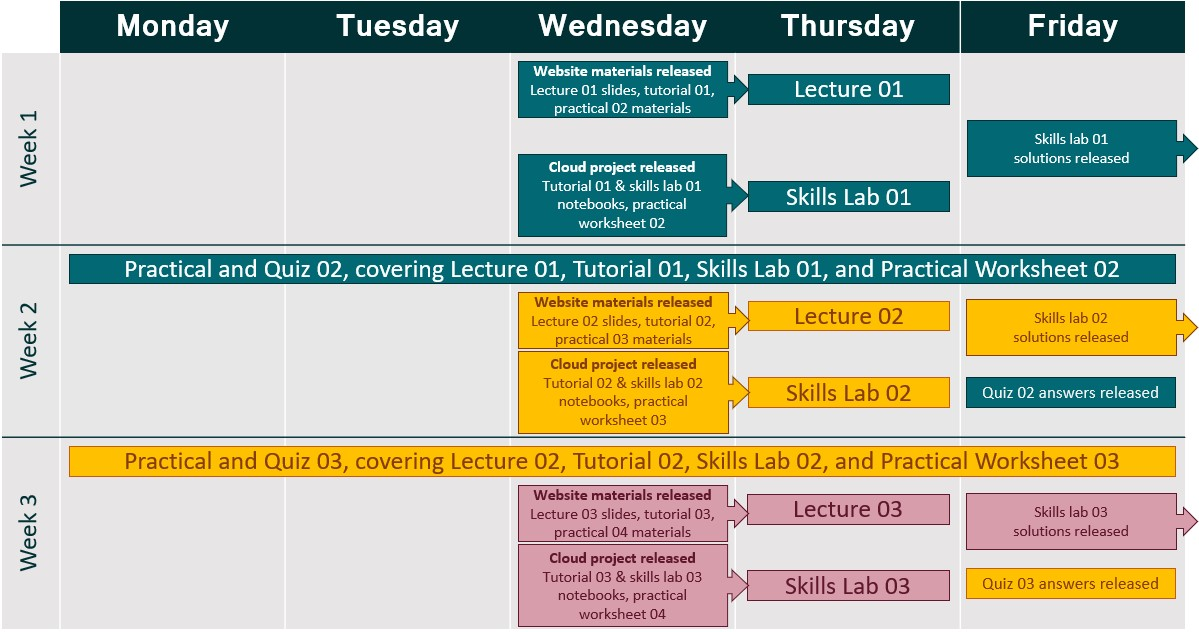 Monday
Tuesday
Wednesday
Thursday
Friday
Week 1
Website materials released
Lecture 01 slides, tutorial 01,
practical 02 materials
Lecture 01
Cloud project released
Tutorial 01 & skills lab 01
notebooks, practical
worksheet 02
Skills Lab 01
Skills lab 01
solutions released
Week 2
Practical and Quiz 02, covering Lecture 01, Tutorial 01, Skills Lab 01, and Practical Worksheet 02
Website materials released
Lecture 02 slides, tutorial 02,
practical 03 materials
Lecture 02
Cloud project released
Tutorial 02 & skills lab 02
notebooks, practical
worksheet 03
Skills Lab 02
Skills lab 02
solutions released
Quiz 02 answers released
Week 3
Practical and Quiz 03, covering Lecture 02, Tutorial 02, Skills Lab 02, and Practical Worksheet 03
Website materials released
Lecture 03 slides, tutorial 03,
practical 04 materials
Lecture 03
Cloud project released
Tutorial 03 & skills lab 03
notebooks, practical
worksheet 04
Skills Lab 03
Skills lab 03
solutions released
Quiz 03 answers released